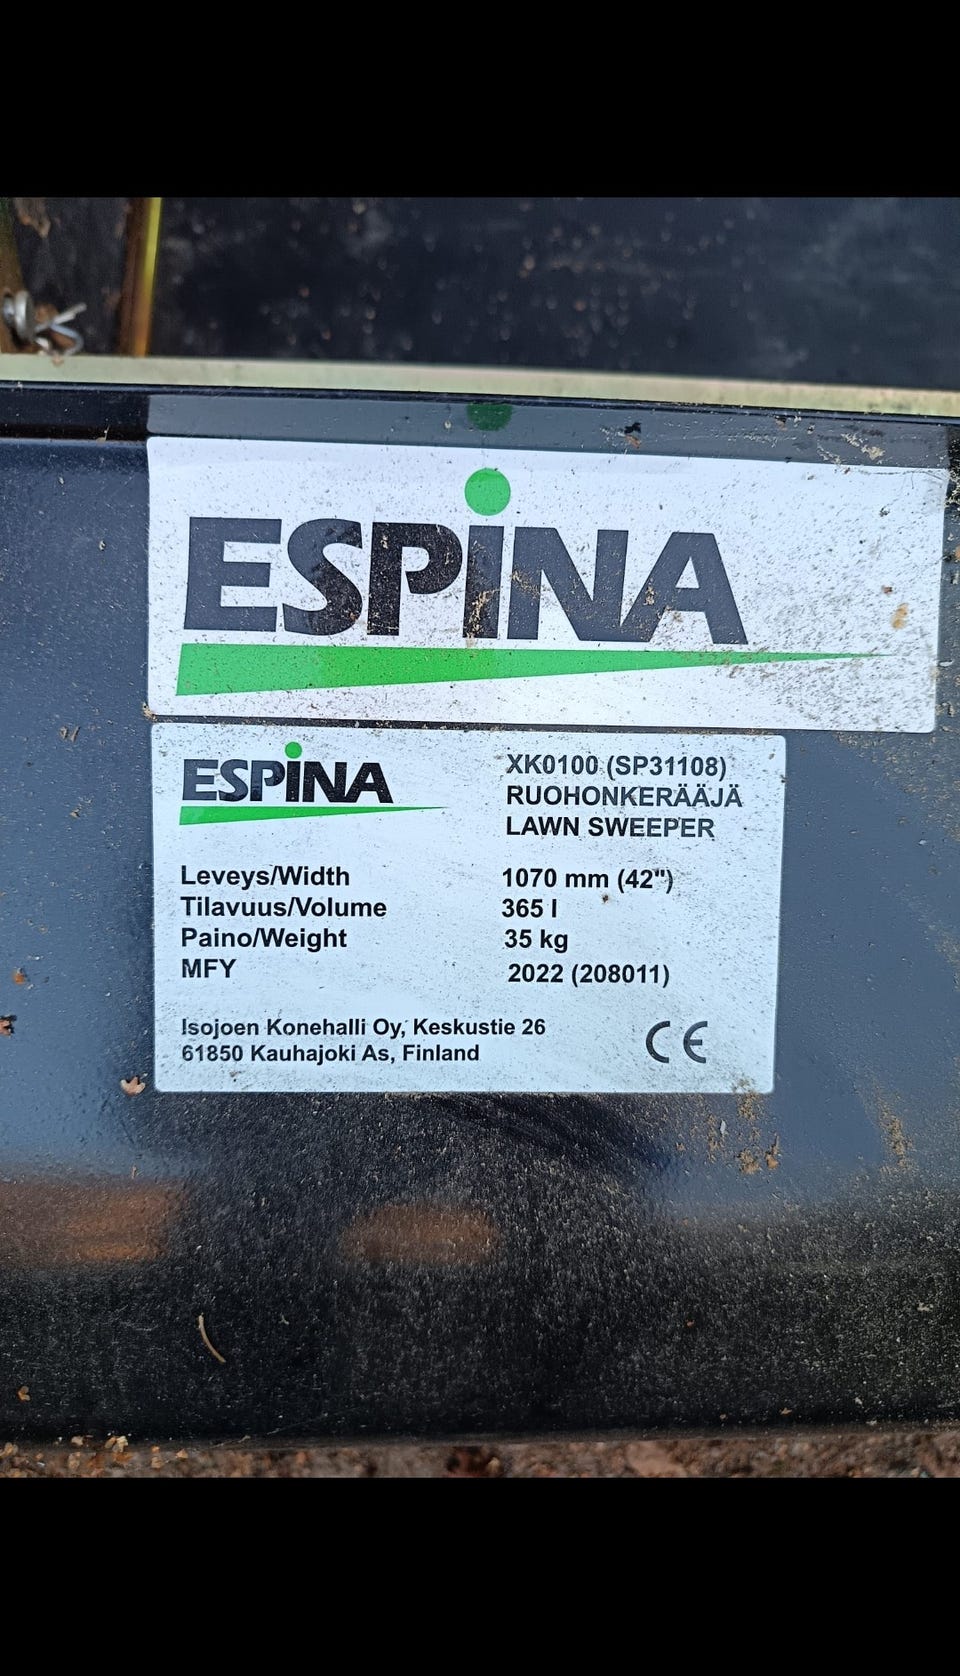 ESPINA
ESPINA
XK0100 (SP31108)
RUOHONKERÄÄJÄ
LAWN SWEEPER
Leveys/Width 1070 mm (42")
Tilavuus/Volume 365 l
Paino/Weight 35 kg
MFY 2022 (208011)
Isojoen Konehalli Oy, Keskustie 26
61850 Kauhajoki As, Finland
CE